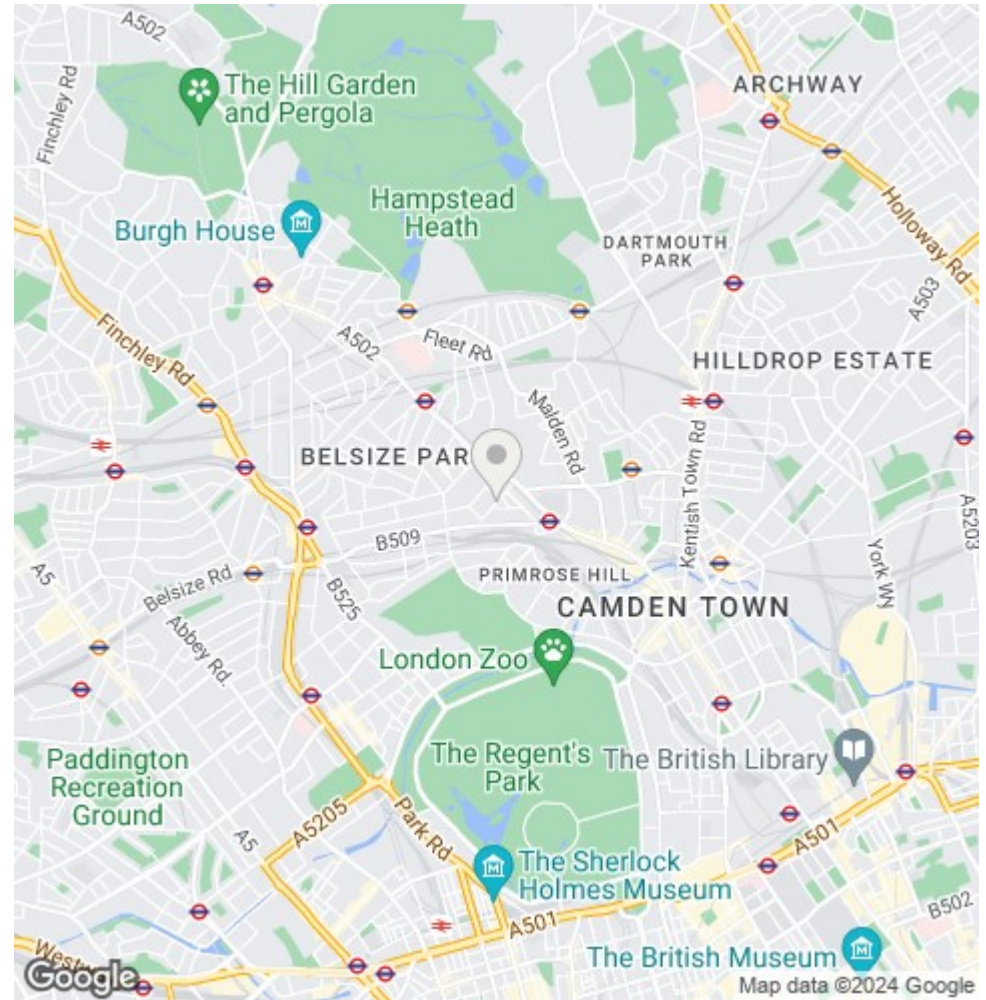 A502
The Hill Garden
and Pergola
Finchley Rd
ARCHWAY
Hampstead
Heath
Burgh House
Holloway Rd
DARTMOUTH
PARK
A503
A502
Fleet Rd
Finchley Rd
HILLDROP ESTATE
Malden Rd
BELSIZE PAR
Kentish Town Rd
A5203
B509
A5
Belsize Rd
B525
PRIMROSE HILL
York WN
CAMDEN TOWN
Abbey Rd.
London Zoo
The Regent's
Park
The British Library
Paddington
Recreation
Ground
A5205
Park Rd
A5
A501
The Sherlock
Holmes Museum
A501
B502
The British Museum
Westw
Google
Map data ©2024 Google